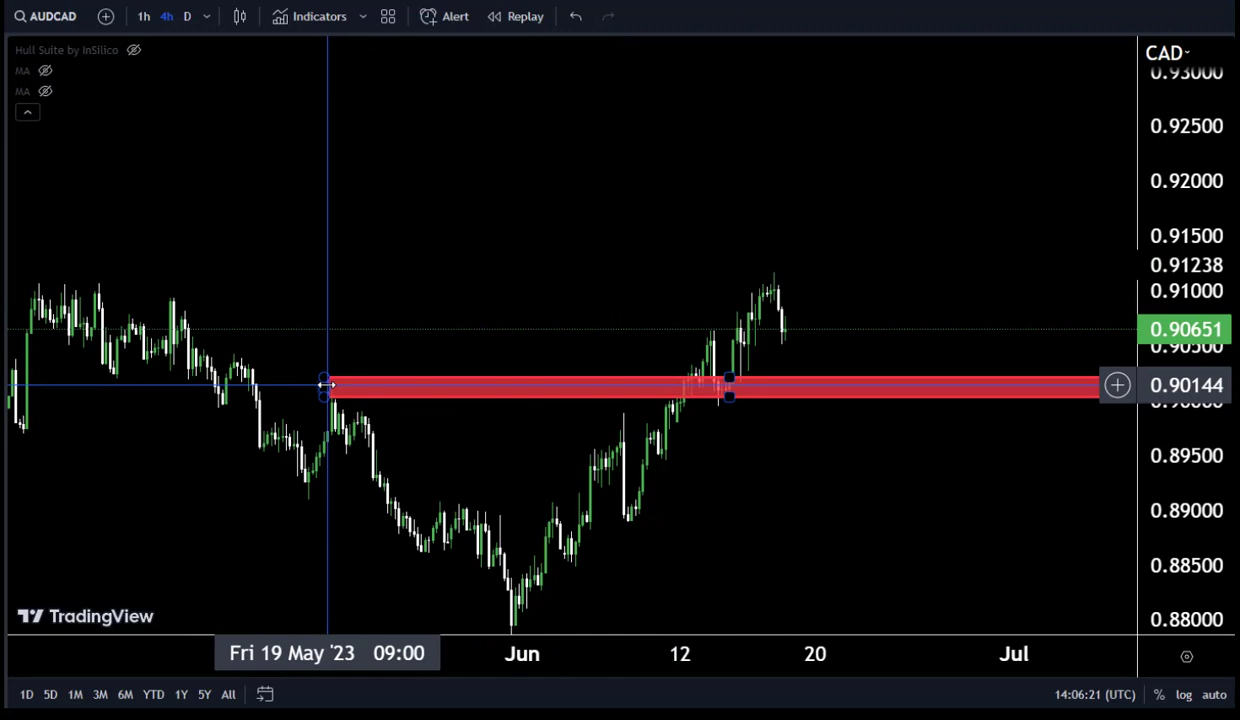 AUDCAD 1h 4h D Indicators Alert Replay
Hull Suite by InSilico
MA
MA
CAD
0.93000
0.92500
0.92000
0.91500
0.91238
0.91000
0.90651
0.90500
0.90144
0.90000
0.89500
0.89000
0.88500
0.88000
TradingView
Fri 19 May '23 09:00 Jun 12 20 Jul
1D 5D 1M 3M 6M YTD 1Y 5Y All 14:06:21 (UTC) % log auto